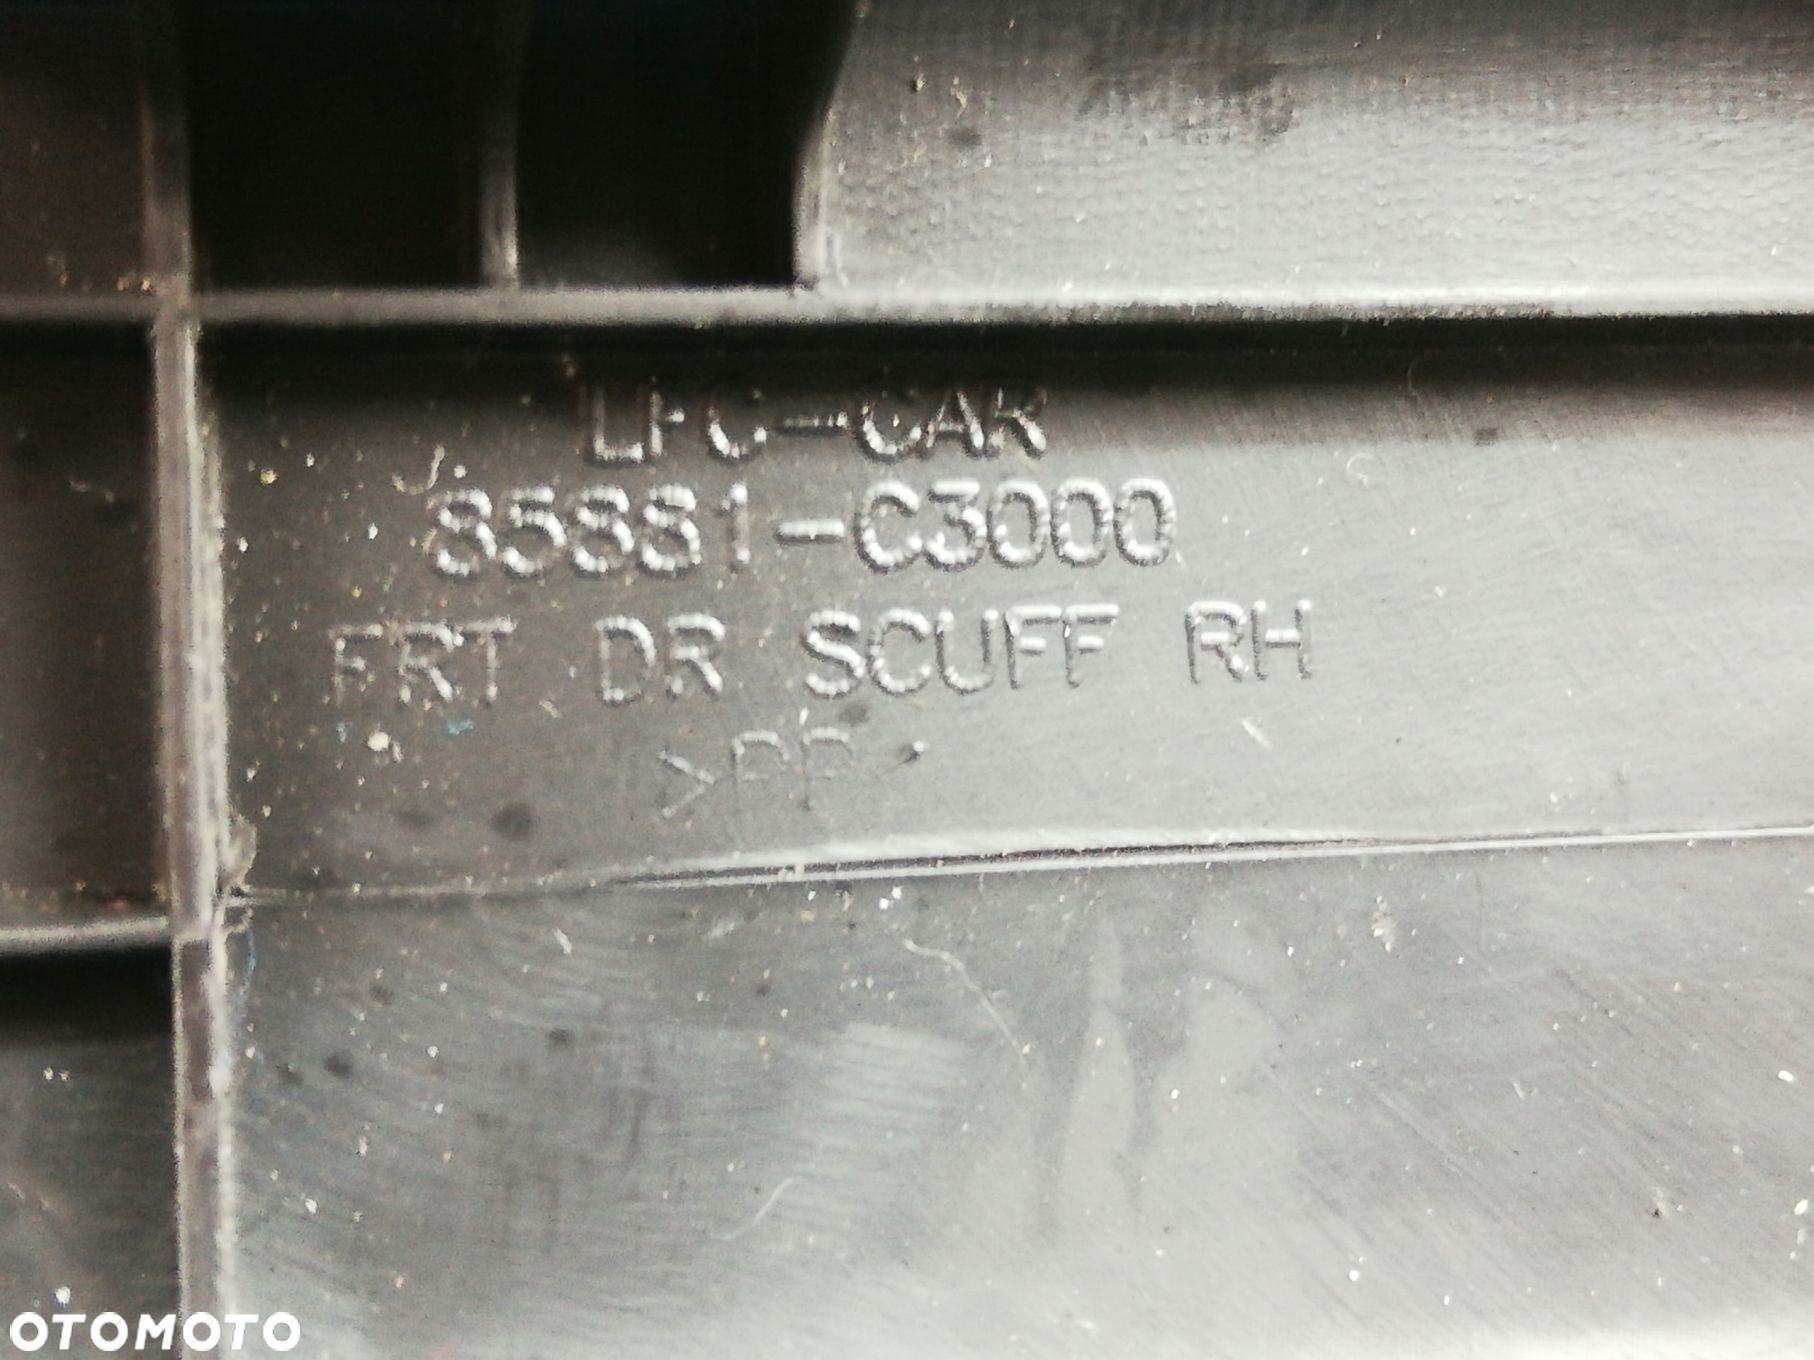 LFC-CAR
85881-C3000
FRT DR SCUFF RH
>PP<
OTOMOTO